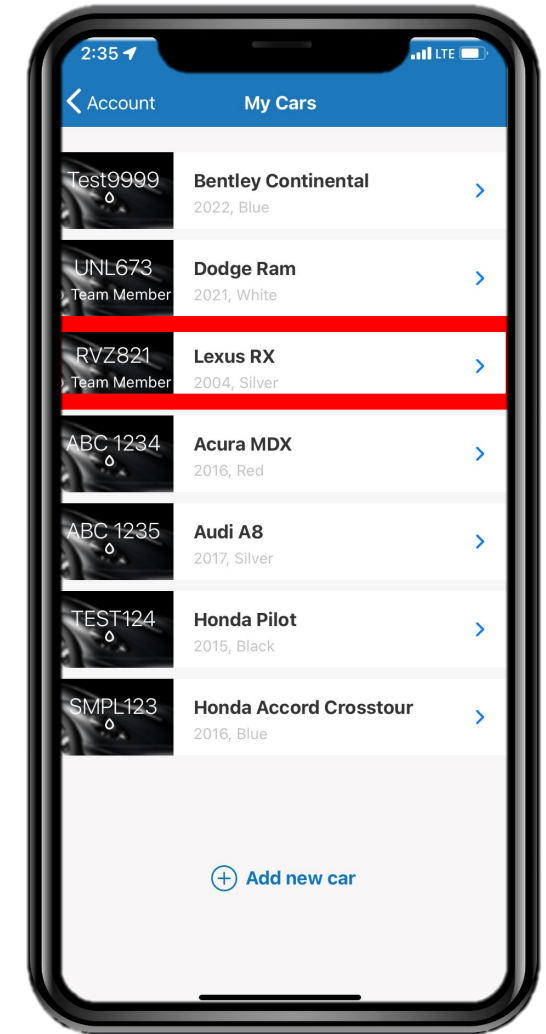 2:35 LTE
Account My Cars
Test9999
Bentley Continental
2022, Blue
UNL673
Team Member
Dodge Ram
2021, White
RVZ821
Team Member
Lexus RX
2004, Silver
ABC 1234
Acura MDX
2016, Red
ABC 1235
Audi A8
2017, Silver
TEST124
Honda Pilot
2015, Black
SMPL123
Honda Accord Crosstour
2016, Blue
Add new car